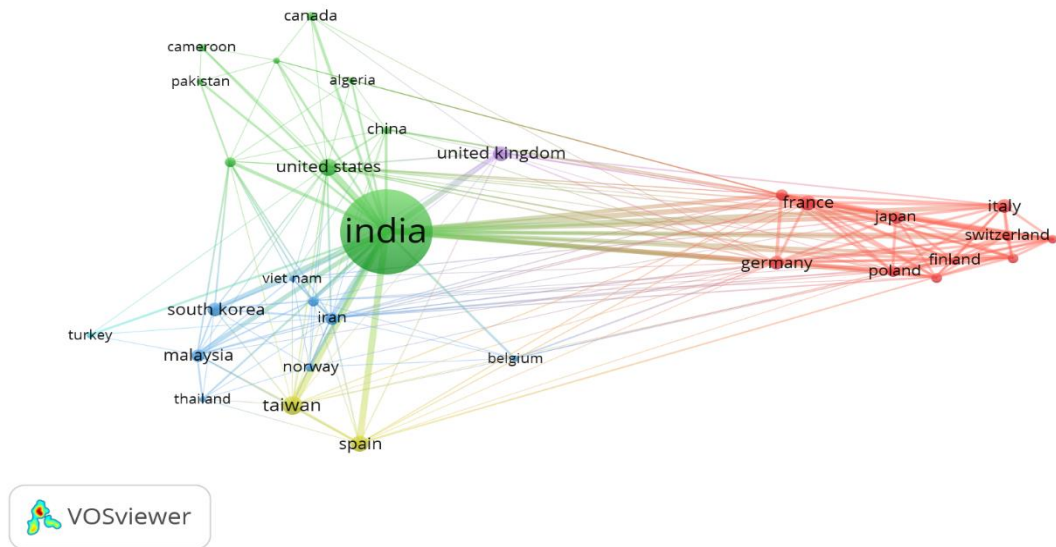 canada
cameroon
pakistan
algeria
china
united states
united kingdom
india
france
italy
japan
switzerland
germany
finland
poland
viet nam
south korea
iran
turkey
malaysia
norway
belgium
thailand
taiwan
spain
VOSviewer